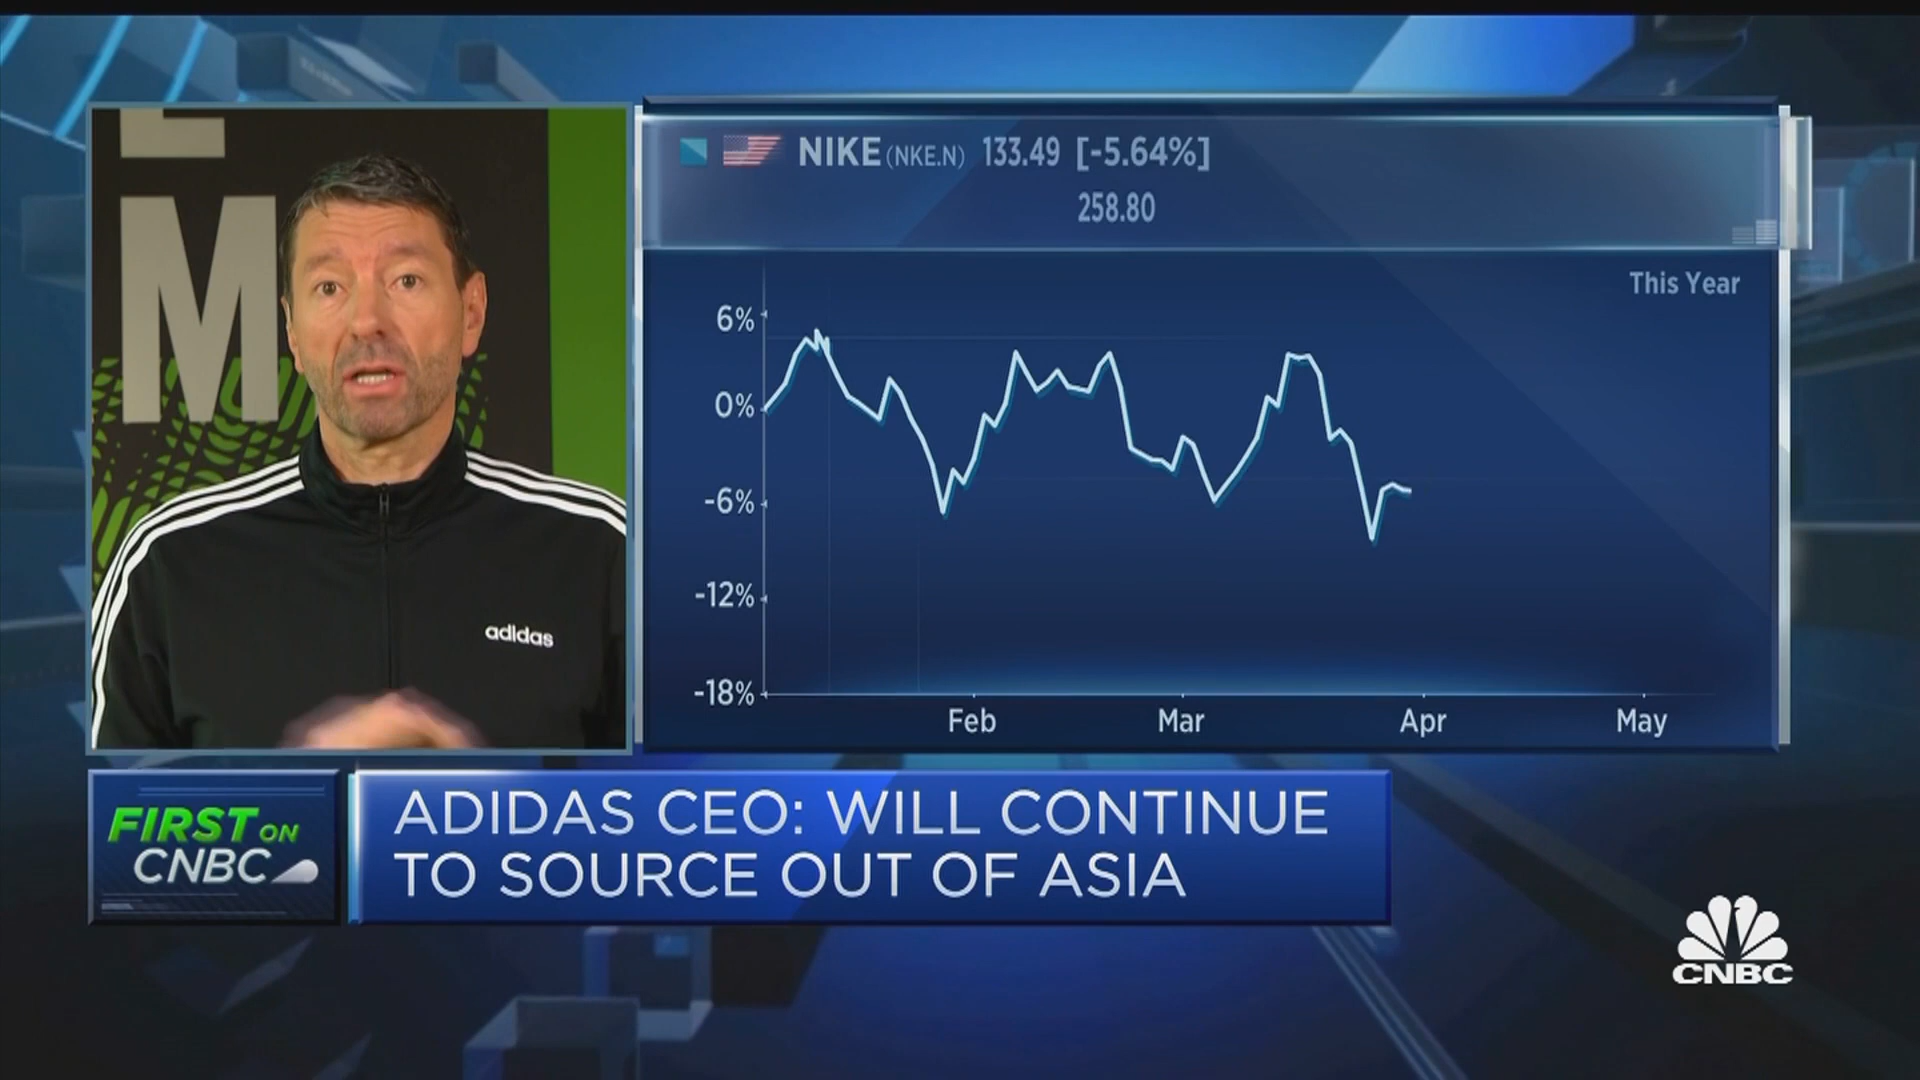 M
adidas
NIKE (NKE.N) 133.49 [-5.64%]
258.80
This Year
6%
0%
-6%
-12%
-18%
Feb Mar Apr May
FIRST ON
CNBC
ADIDAS CEO: WILL CONTINUE
TO SOURCE OUT OF ASIA
CNBC